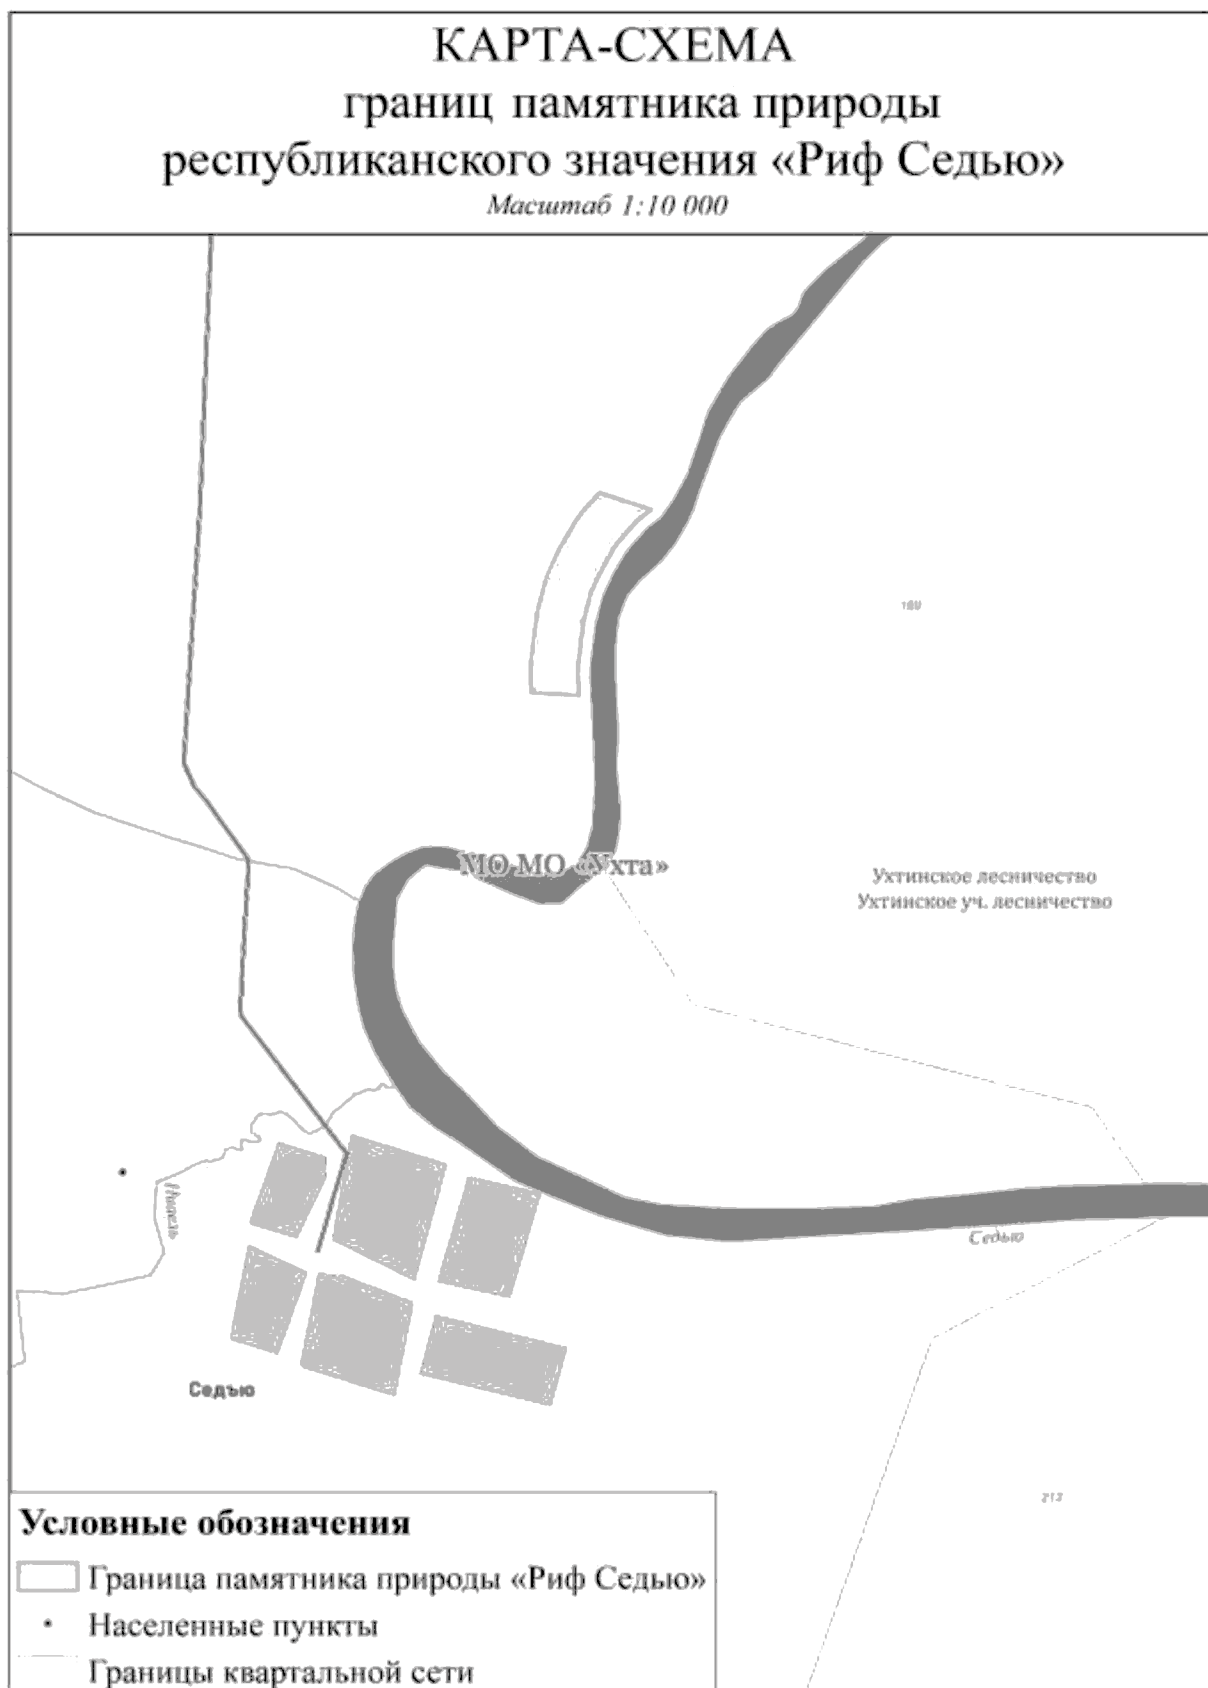 КАРТА-СХЕМА
границ памятника природы
республиканского значения «Риф Седью»
Масштаб 1:10 000
МО МО «Ухта»
Ухтинское лесничество
Ухтинское уч. лесничество
Седью
Седъю
213
Условные обозначения
Граница памятника природы «Риф Седью»
Населенные пункты
Границы квартальной сети